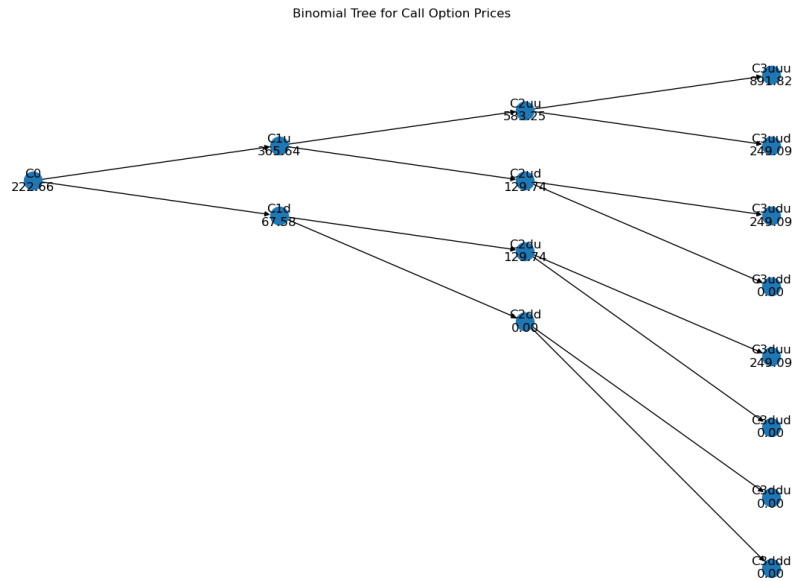 Binomial Tree for Call Option Prices
C3uuu
891.82
C2uu
583.25
C1u
365.64
C3uud
249.09
C0
222.66
C2ud
129.74
C1d
67.58
C3udu
249.09
C2du
129.74
C3udd
0.00
C2dd
0.00
C3duu
249.09
C3dud
0.00
C3ddu
0.00
C3ddd
0.00